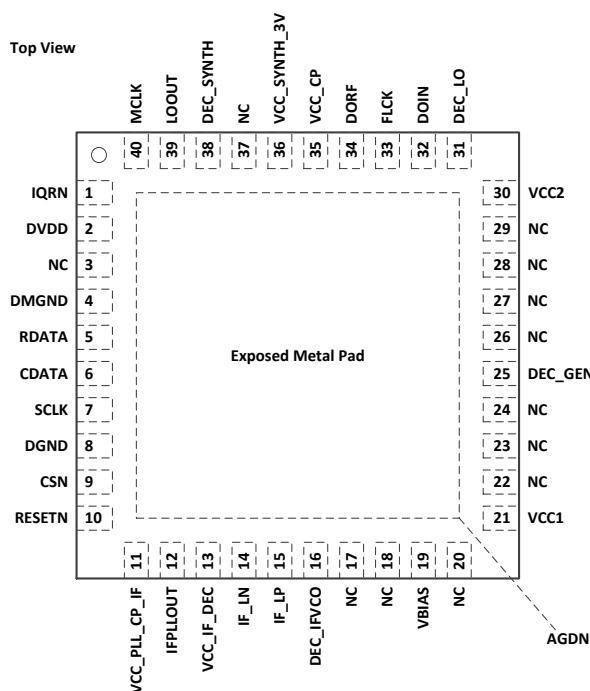 Top View
MCLK
LOOUT
DEC_SYNTH
NC
VCC_SYNTH_3V
VCC_CP
DORF
FLCK
DOIN
DEC_LO
40
39
38
37
36
35
34
33
32
31
IQRN 1
DVDD 2
NC 3
DMGND 4
RDATA 5
CDATA 6
SCLK 7
DGND 8
CSN 9
RESETN 10
Exposed Metal Pad
30 VCC2
29 NC
28 NC
27 NC
26 NC
25 DEC_GEN
24 NC
23 NC
22 NC
21 VCC1
11
12
13
14
15
16
17
18
19
20
VCC_PLL_CP_IF
IFPLLOUT
VCC_IF_DEC
IF_LN
IF_LP
DEC_IFVCO
NC
NC
VBIAS
NC
AGDN